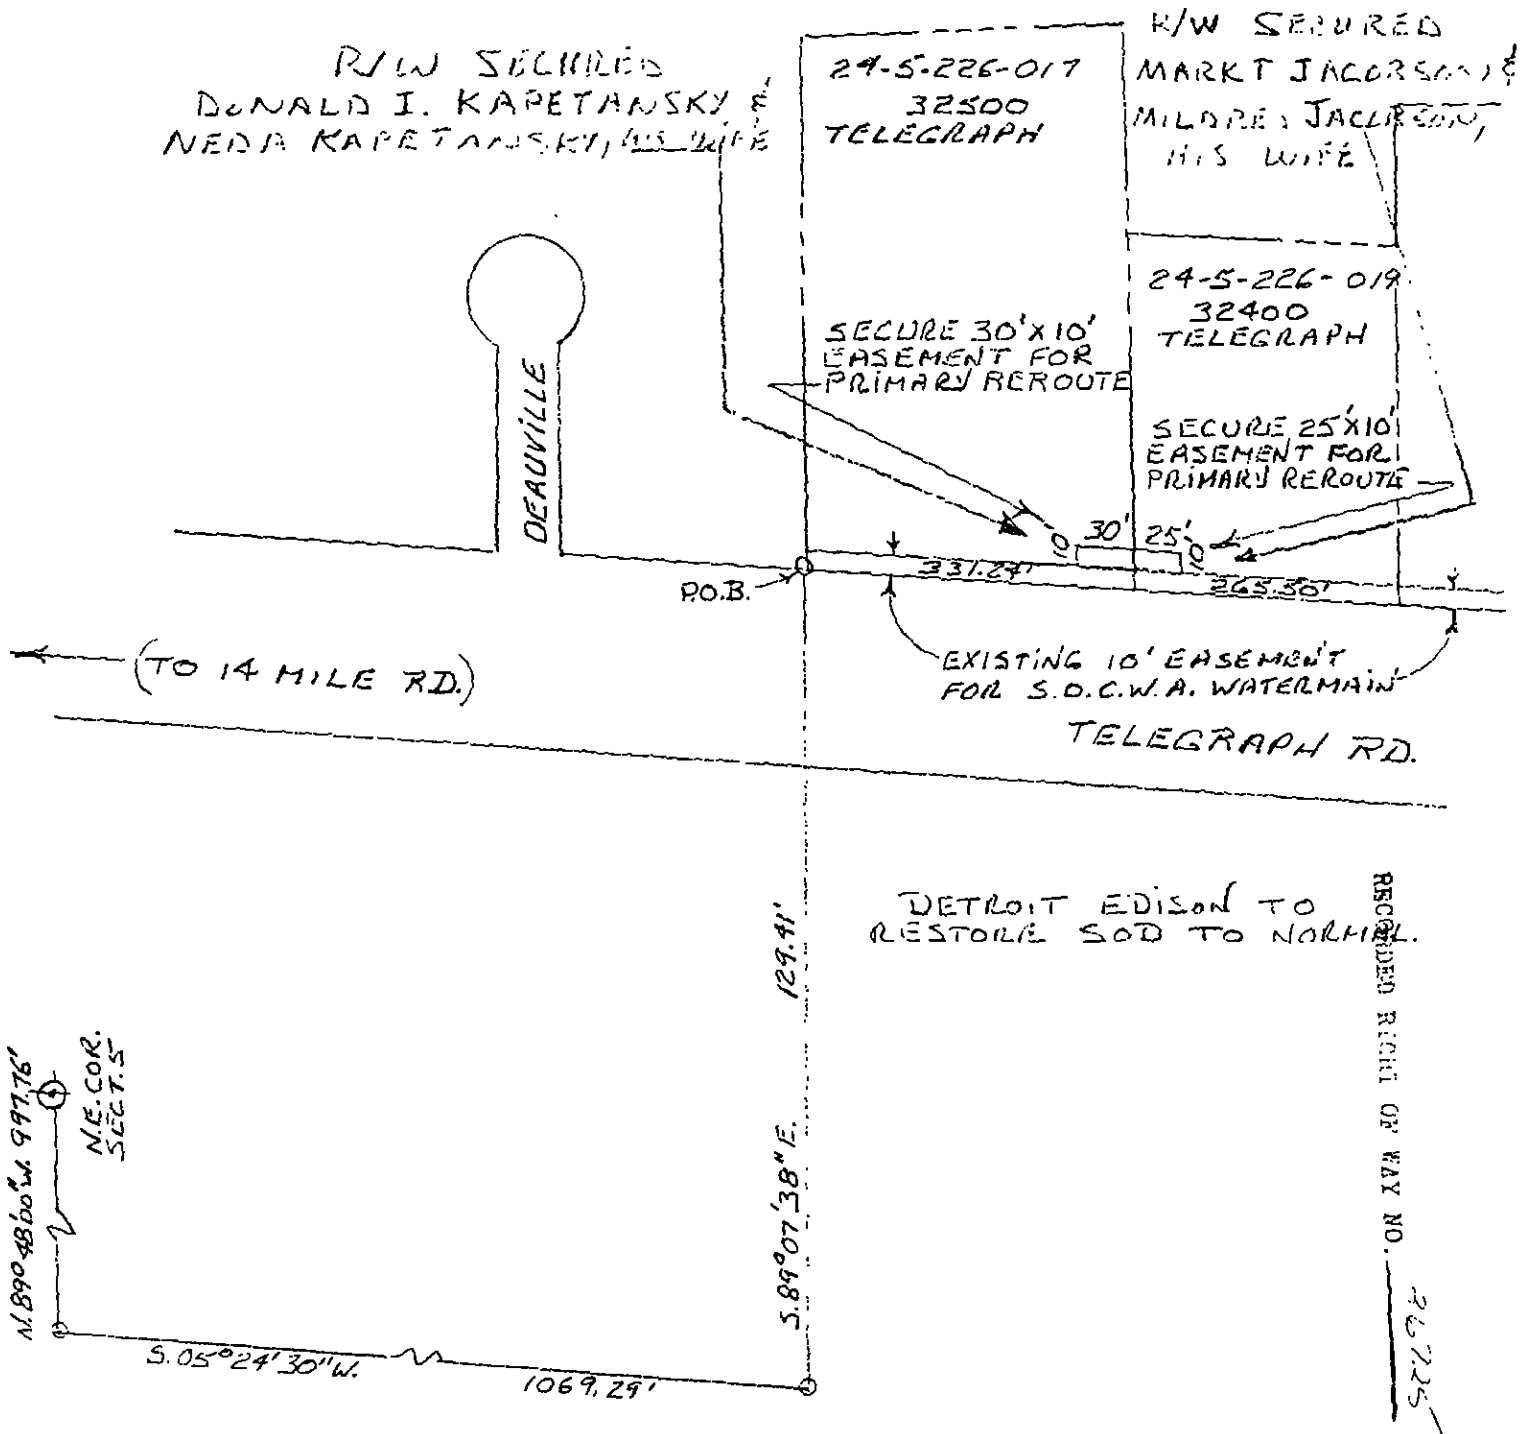 R/W SECURED
DONALD I. KAPETANSKY &
NEDA KAPETANSKY, HIS WIFE
24-5-226-017
32500
TELEGRAPH
R/W SECURED
MARK T JACOBSON &
MILDRED JACOBSON,
HIS WIFE
24-5-226-019
32400
TELEGRAPH
SECURE 30'X10'
EASEMENT FOR
PRIMARY REROUTE
SECURE 25'X10'
EASEMENT FOR
PRIMARY REROUTE
DEAUVILLE
30'
25'
331.24'
265.50'
P.O.B.
EXISTING 10' EASEMENT
FOR S.O.C.W.A. WATERMAIN
(TO 14 MILE RD.)
TELEGRAPH RD.
DETROIT EDISON TO
RESTORE SOD TO NORMAL.
129.41'
S.89°07'38"E.
N.E. COR.
SECT. 5
N.89°48'00"W. 997.76'
S.05°24'30"W.
1069.29'
RECORDED RIGHT OF WAY NO.